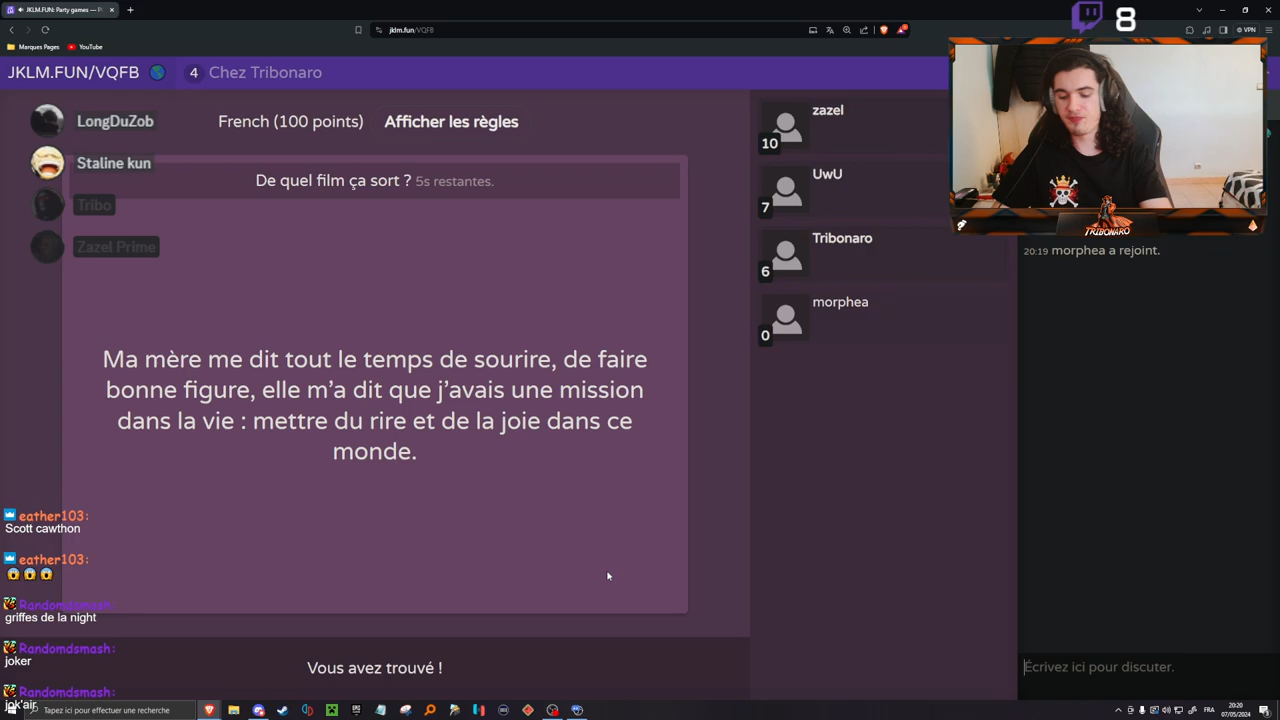 JKLM.FUN: Party games — P
8
jklm.fun/VQFB
VPN
Marques Pages
YouTube
JKLM.FUN/VQFB
4
Chez Tribonaro
LongDuZob
Staline kun
Tribo
Zazel Prime
French (100 points)
Afficher les règles
De quel film ça sort ? 5s restantes.
Ma mère me dit tout le temps de sourire, de faire
bonne figure, elle m'a dit que j'avais une mission
dans la vie : mettre du rire et de la joie dans ce
monde.
Vous avez trouvé !
zazel
10
UwU
7
Tribonaro
6
morphea
0
TRIBONARO
20:19 morphea a rejoint.
Écrivez ici pour discuter.
eather103:
Scott cawthon
eather103:
😱😱😱
Randomdsmash:
griffes de la night
Randomdsmash:
joker
Randomdsmash:
jok'air
Tapez ici pour effectuer une recherche
FRA
20:20
07/05/2024